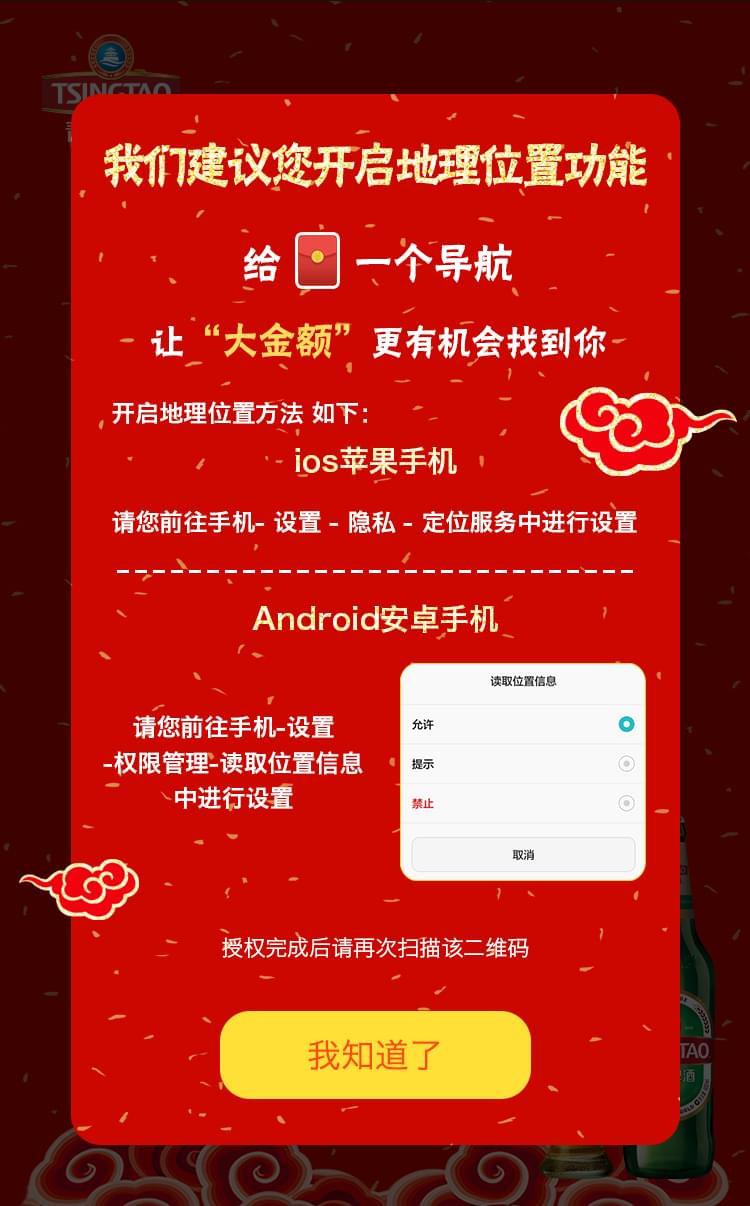 TSINGTAO
我们建议您开启地理位置功能
给 一个导航
让“大金额”更有机会找到你
开启地理位置方法 如下：
ios苹果手机
请您前往手机- 设置 - 隐私 - 定位服务中进行设置
Android安卓手机
请您前往手机-设置
-权限管理-读取位置信息
中进行设置
读取位置信息
允许
提示
禁止
取消
授权完成后请再次扫描该二维码
我知道了
TAO
啤酒